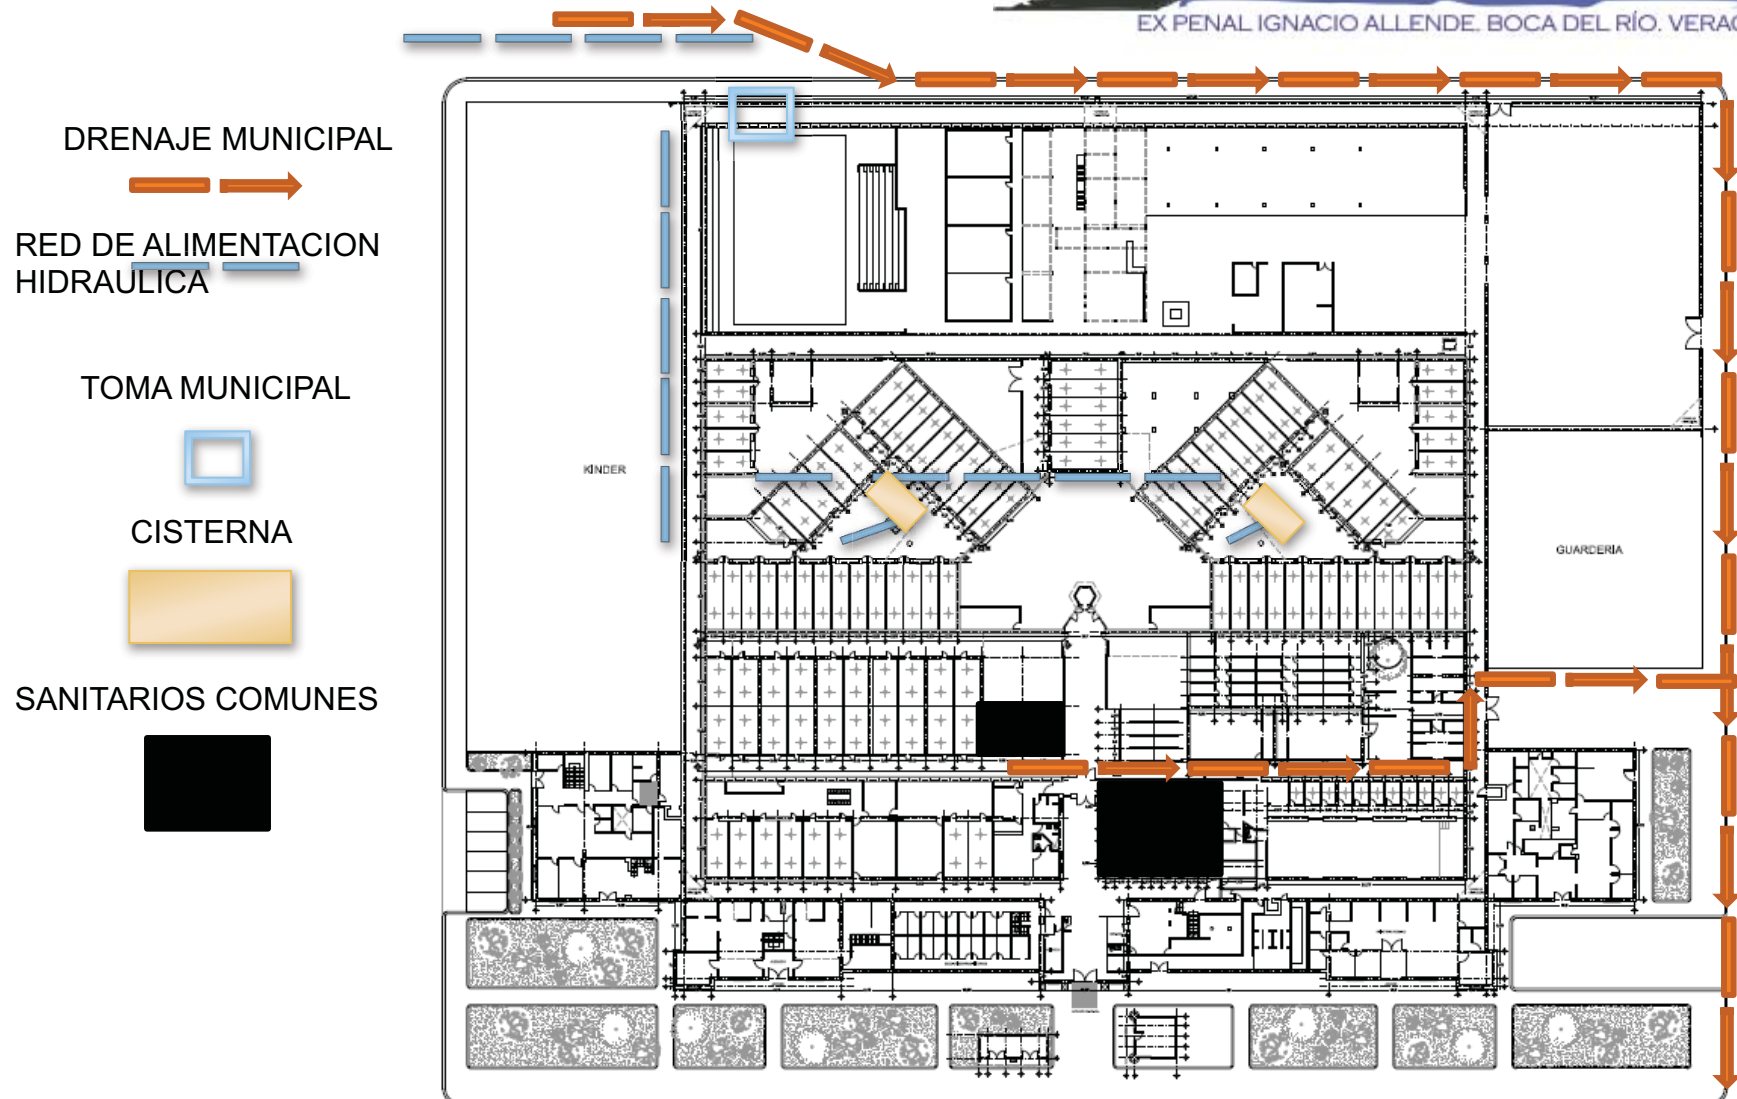 EX PENAL IGNACIO ALLENDE. BOCA DEL RÍO. VERAC
DRENAJE MUNICIPAL
RED DE ALIMENTACION
HIDRAULICA
TOMA MUNICIPAL
CISTERNA
SANITARIOS COMUNES
KINDER
GUARDERIA